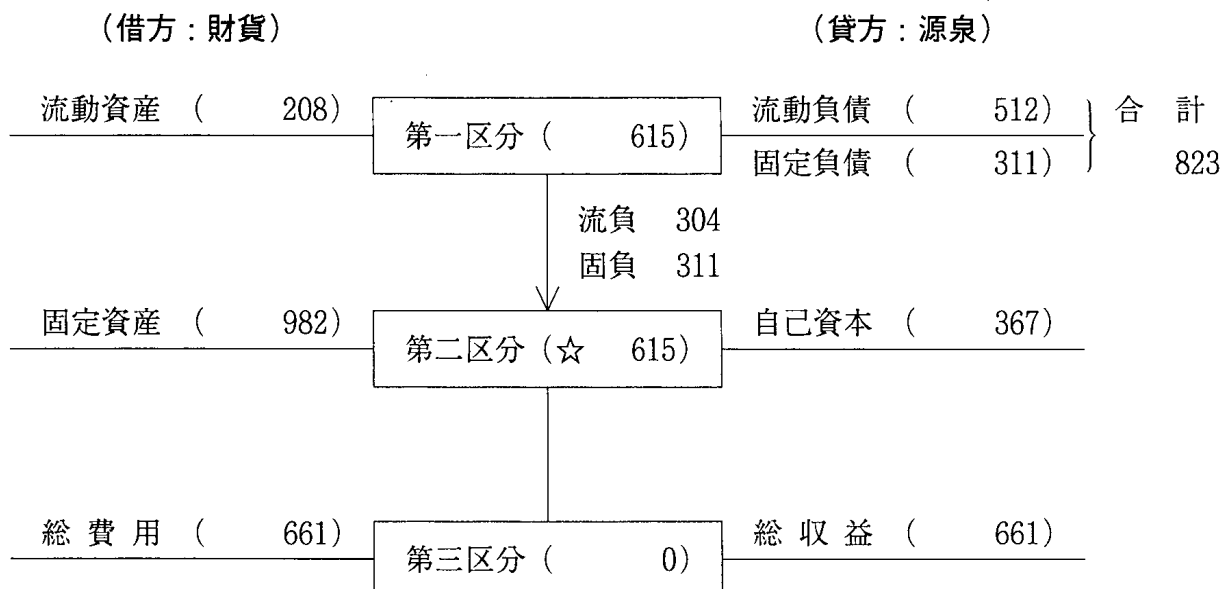 (借方：財貨) (貸方：源泉)
流動資産 ( 208) 第一区分 ( 615) 流動負債 ( 512) 合計
固定負債 ( 311) 823
流負 304
固負 311
固定資産 ( 982) 第二区分 (☆ 615) 自己資本 ( 367)
総費用 ( 661) 第三区分 ( 0) 総収益 ( 661)